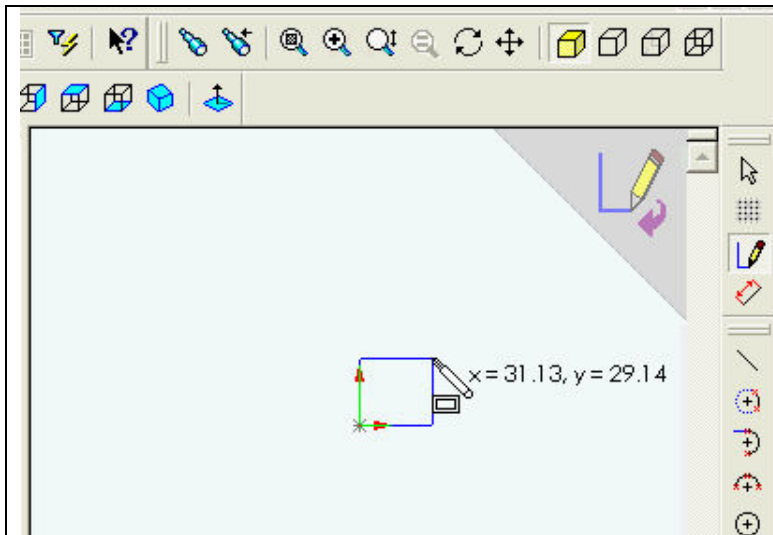 x = 31.13, y = 29.14